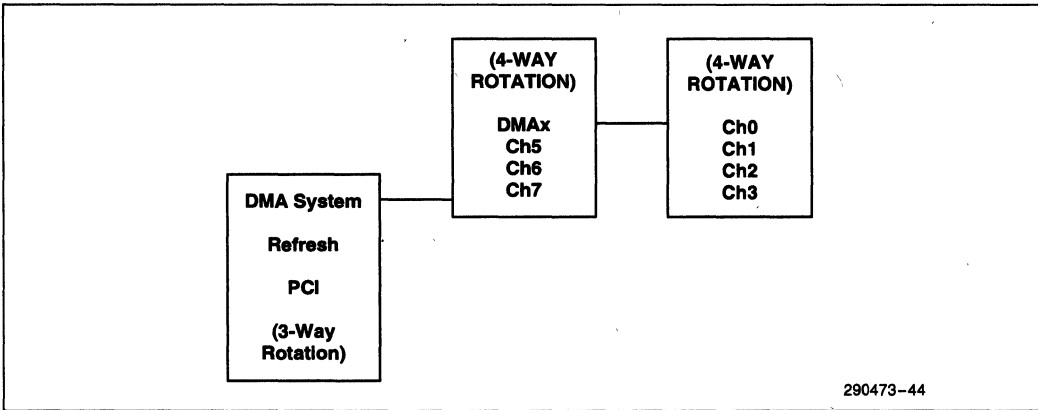 (4-WAY
ROTATION)
DMAx
Ch5
Ch6
Ch7
(4-WAY
ROTATION)
Ch0
Ch1
Ch2
Ch3
DMA System
Refresh
PCI
(3-Way
Rotation)
290473-44